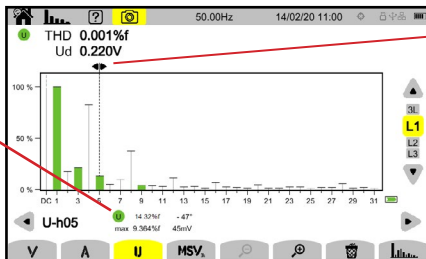 ? 50.00Hz 14/02/20 11:00
U THD 0.001%f
Ud 0.220V
100 %
50 %
0 %
3L
L1
L2
L3
DC 1 3 5 7 9 11 13 15 17 19 21 23 25 27 29 31
U-h05 U 14.32%f - 47°
max 9.364%f 45mV
V A U MSV%